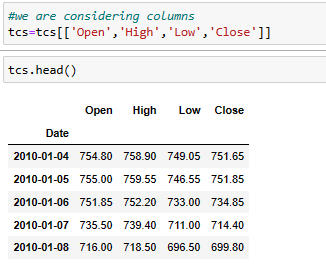 #we are considering columns
tcs=tcs[['Open','High','Low','Close']]
tcs.head()
Open High Low Close
Date
2010-01-04 754.80 758.90 749.05 751.65
2010-01-05 755.00 759.55 746.55 751.85
2010-01-06 751.85 752.20 733.00 734.85
2010-01-07 735.50 739.40 711.00 714.40
2010-01-08 716.00 718.50 696.50 699.80